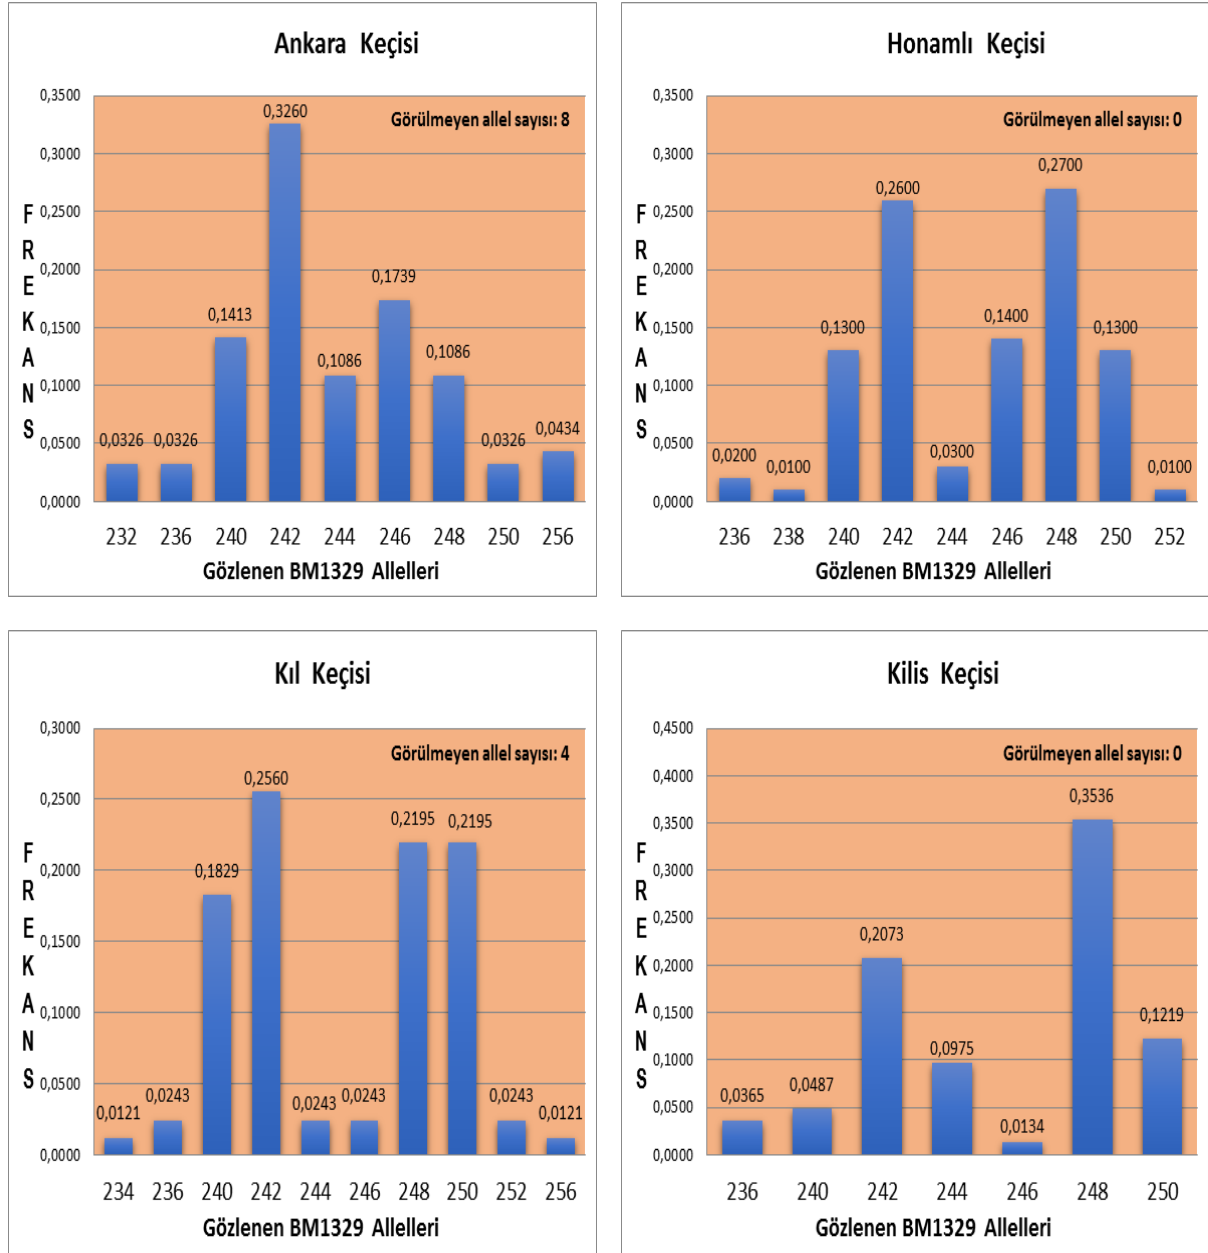 Ankara Keçisi
Görülmeyen allel sayısı: 8
FREKANS
0,3500
0,3000
0,2500
0,2000
0,1500
0,1000
0,0500
0,0000
0,0326 0,0326 0,1413 0,3260 0,1086 0,1739 0,1086 0,0326 0,0434
232 236 240 242 244 246 248 250 256
Gözlenen BM1329 Allelleri
Honamlı Keçisi
Görülmeyen allel sayısı: 0
FREKANS
0,3500
0,3000
0,2500
0,2000
0,1500
0,1000
0,0500
0,0000
0,0200 0,0100 0,1300 0,2600 0,0300 0,1400 0,2700 0,1300 0,0100
236 238 240 242 244 246 248 250 252
Gözlenen BM1329 Allelleri
Kıl Keçisi
Görülmeyen allel sayısı: 4
FREKANS
0,3000
0,2500
0,2000
0,1500
0,1000
0,0500
0,0000
0,0121 0,0243 0,1829 0,2560 0,0243 0,0243 0,2195 0,2195 0,0243 0,0121
234 236 240 242 244 246 248 250 252 256
Gözlenen BM1329 Allelleri
Kilis Keçisi
Görülmeyen allel sayısı: 0
FREKANS
0,4500
0,4000
0,3500
0,3000
0,2500
0,2000
0,1500
0,1000
0,0500
0,0000
0,0365 0,0487 0,2073 0,0975 0,0134 0,3536 0,1219
236 240 242 244 246 248 250
Gözlenen BM1329 Allelleri